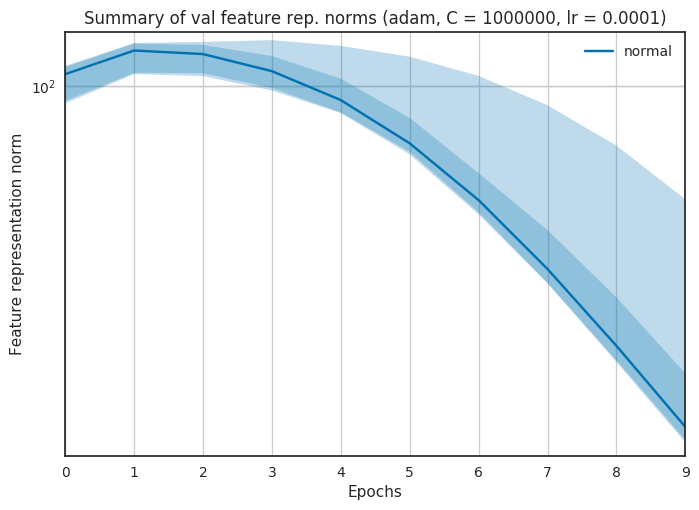 Summary of val feature rep. norms (adam, C = 1000000, lr = 0.0001)
normal
10²
Feature representation norm
0 1 2 3 4 5 6 7 8 9
Epochs